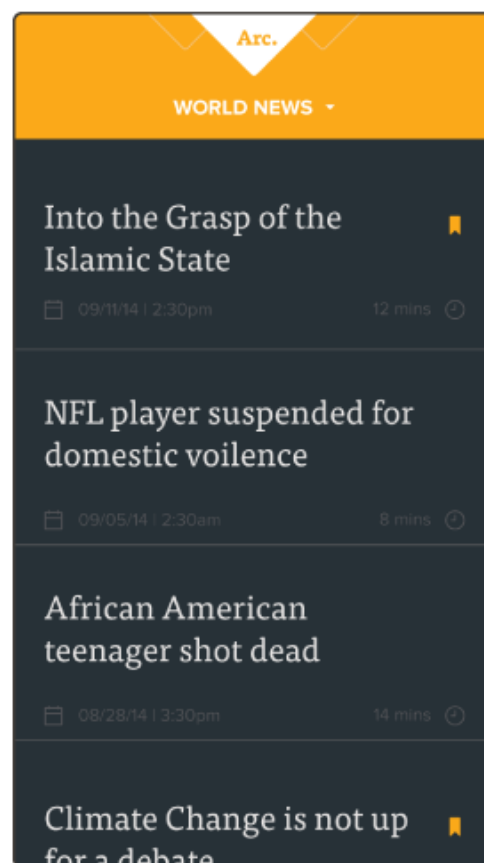 Arc.
WORLD NEWS
Into the Grasp of the
Islamic State
09/11/14 | 2:30pm
12 mins
NFL player suspended for
domestic voilence
09/05/14 | 2:30am
8 mins
African American
teenager shot dead
08/28/14 | 3:30pm
14 mins
Climate Change is not up
for a debate